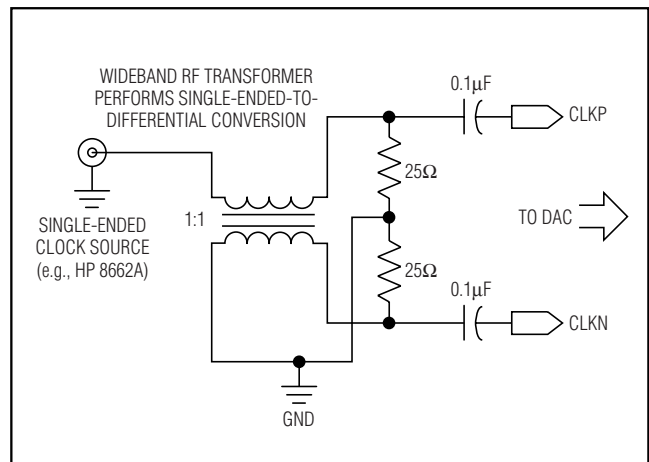 WIDEBAND RF TRANSFORMER
PERFORMS SINGLE-ENDED-TO-
DIFFERENTIAL CONVERSION
0.1μF
CLKP
25Ω
SINGLE-ENDED
CLOCK SOURCE
(e.g., HP 8662A)
1:1
TO DAC
25Ω
0.1μF
CLKN
GND